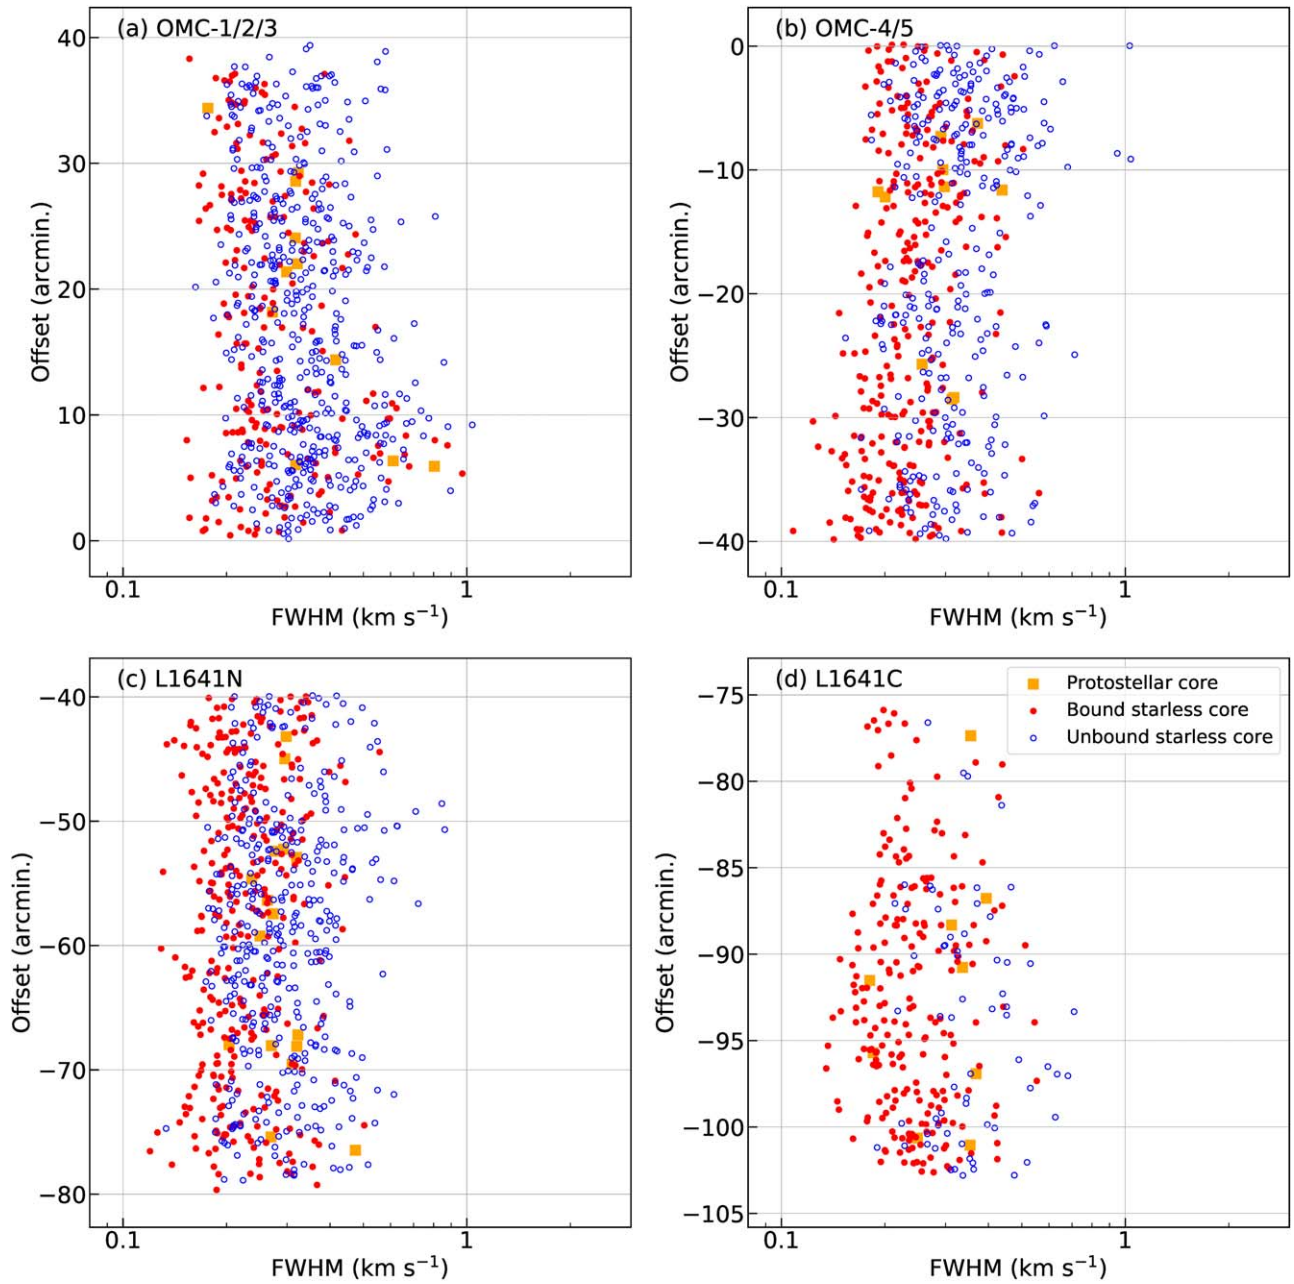 (a) OMC-1/2/3
40
30
20
10
0
Offset (arcmin.)
0.1
1
FWHM (km s⁻¹)
(b) OMC-4/5
0
−10
−20
−30
−40
Offset (arcmin.)
0.1
1
FWHM (km s⁻¹)
(c) L1641N
−40
−50
−60
−70
−80
Offset (arcmin.)
0.1
1
FWHM (km s⁻¹)
(d) L1641C
Protostellar core
Bound starless core
Unbound starless core
−75
−80
−85
−90
−95
−100
−105
Offset (arcmin.)
0.1
1
FWHM (km s⁻¹)